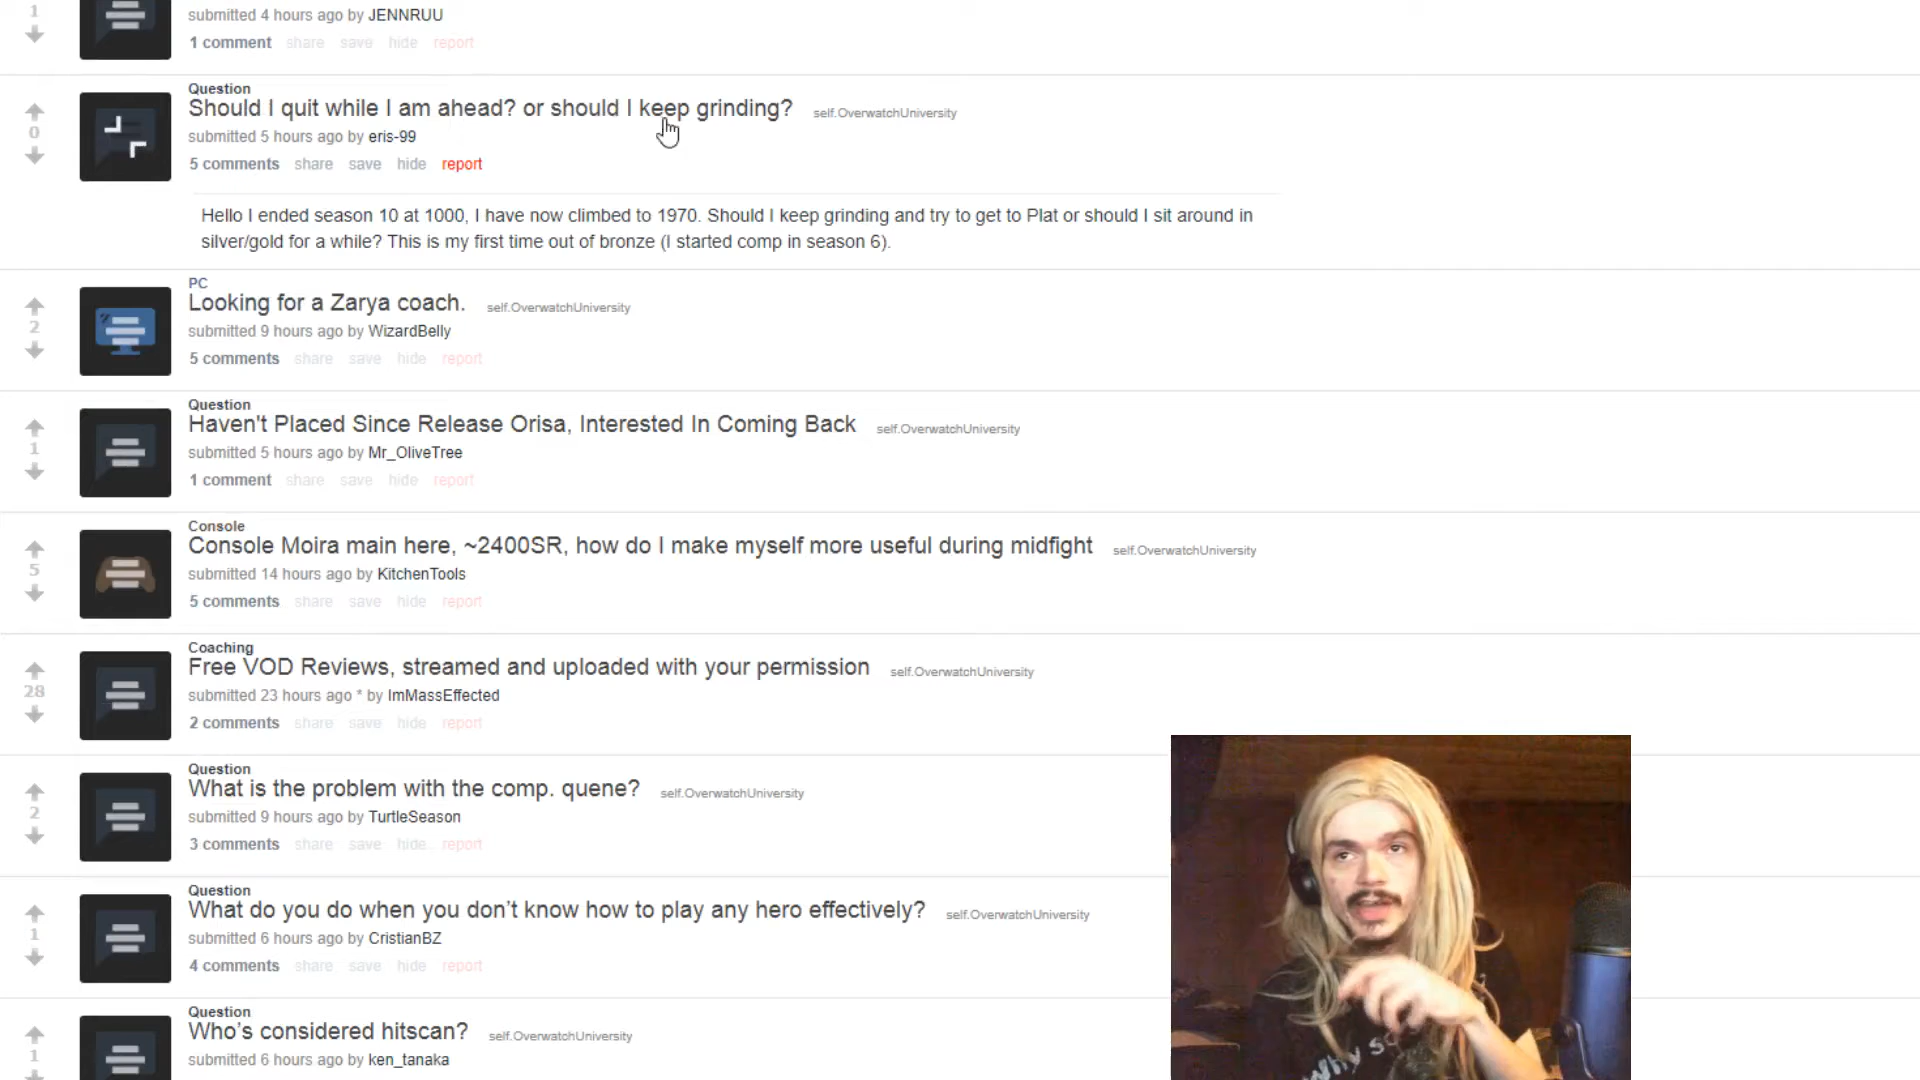 1
submitted 4 hours ago by JENNRUU
1 comment share save hide report
Question
Should I quit while I am ahead? or should I keep grinding? self.OverwatchUniversity
0
submitted 5 hours ago by eris-99
5 comments share save hide report
Hello I ended season 10 at 1000, I have now climbed to 1970. Should I keep grinding and try to get to Plat or should I sit around in
silver/gold for a while? This is my first time out of bronze (I started comp in season 6).
PC
Looking for a Zarya coach. self.OverwatchUniversity
2
submitted 9 hours ago by WizardBelly
5 comments share save hide report
Question
Haven't Placed Since Release Orisa, Interested In Coming Back self.OverwatchUniversity
1
submitted 5 hours ago by Mr_OliveTree
1 comment share save hide report
Console
Console Moira main here, ~2400SR, how do I make myself more useful during midfight self.OverwatchUniversity
5
submitted 14 hours ago by KitchenTools
5 comments share save hide report
Coaching
Free VOD Reviews, streamed and uploaded with your permission self.OverwatchUniversity
28
submitted 23 hours ago * by ImMassEffected
2 comments share save hide report
Question
What is the problem with the comp. quene? self.OverwatchUniversity
2
submitted 9 hours ago by TurtleSeason
3 comments share save hide report
Question
What do you do when you don’t know how to play any hero effectively? self.OverwatchUniversity
1
submitted 6 hours ago by CristianBZ
4 comments share save hide report
Question
Who’s considered hitscan? self.OverwatchUniversity
1
submitted 6 hours ago by ken_tanaka
Why